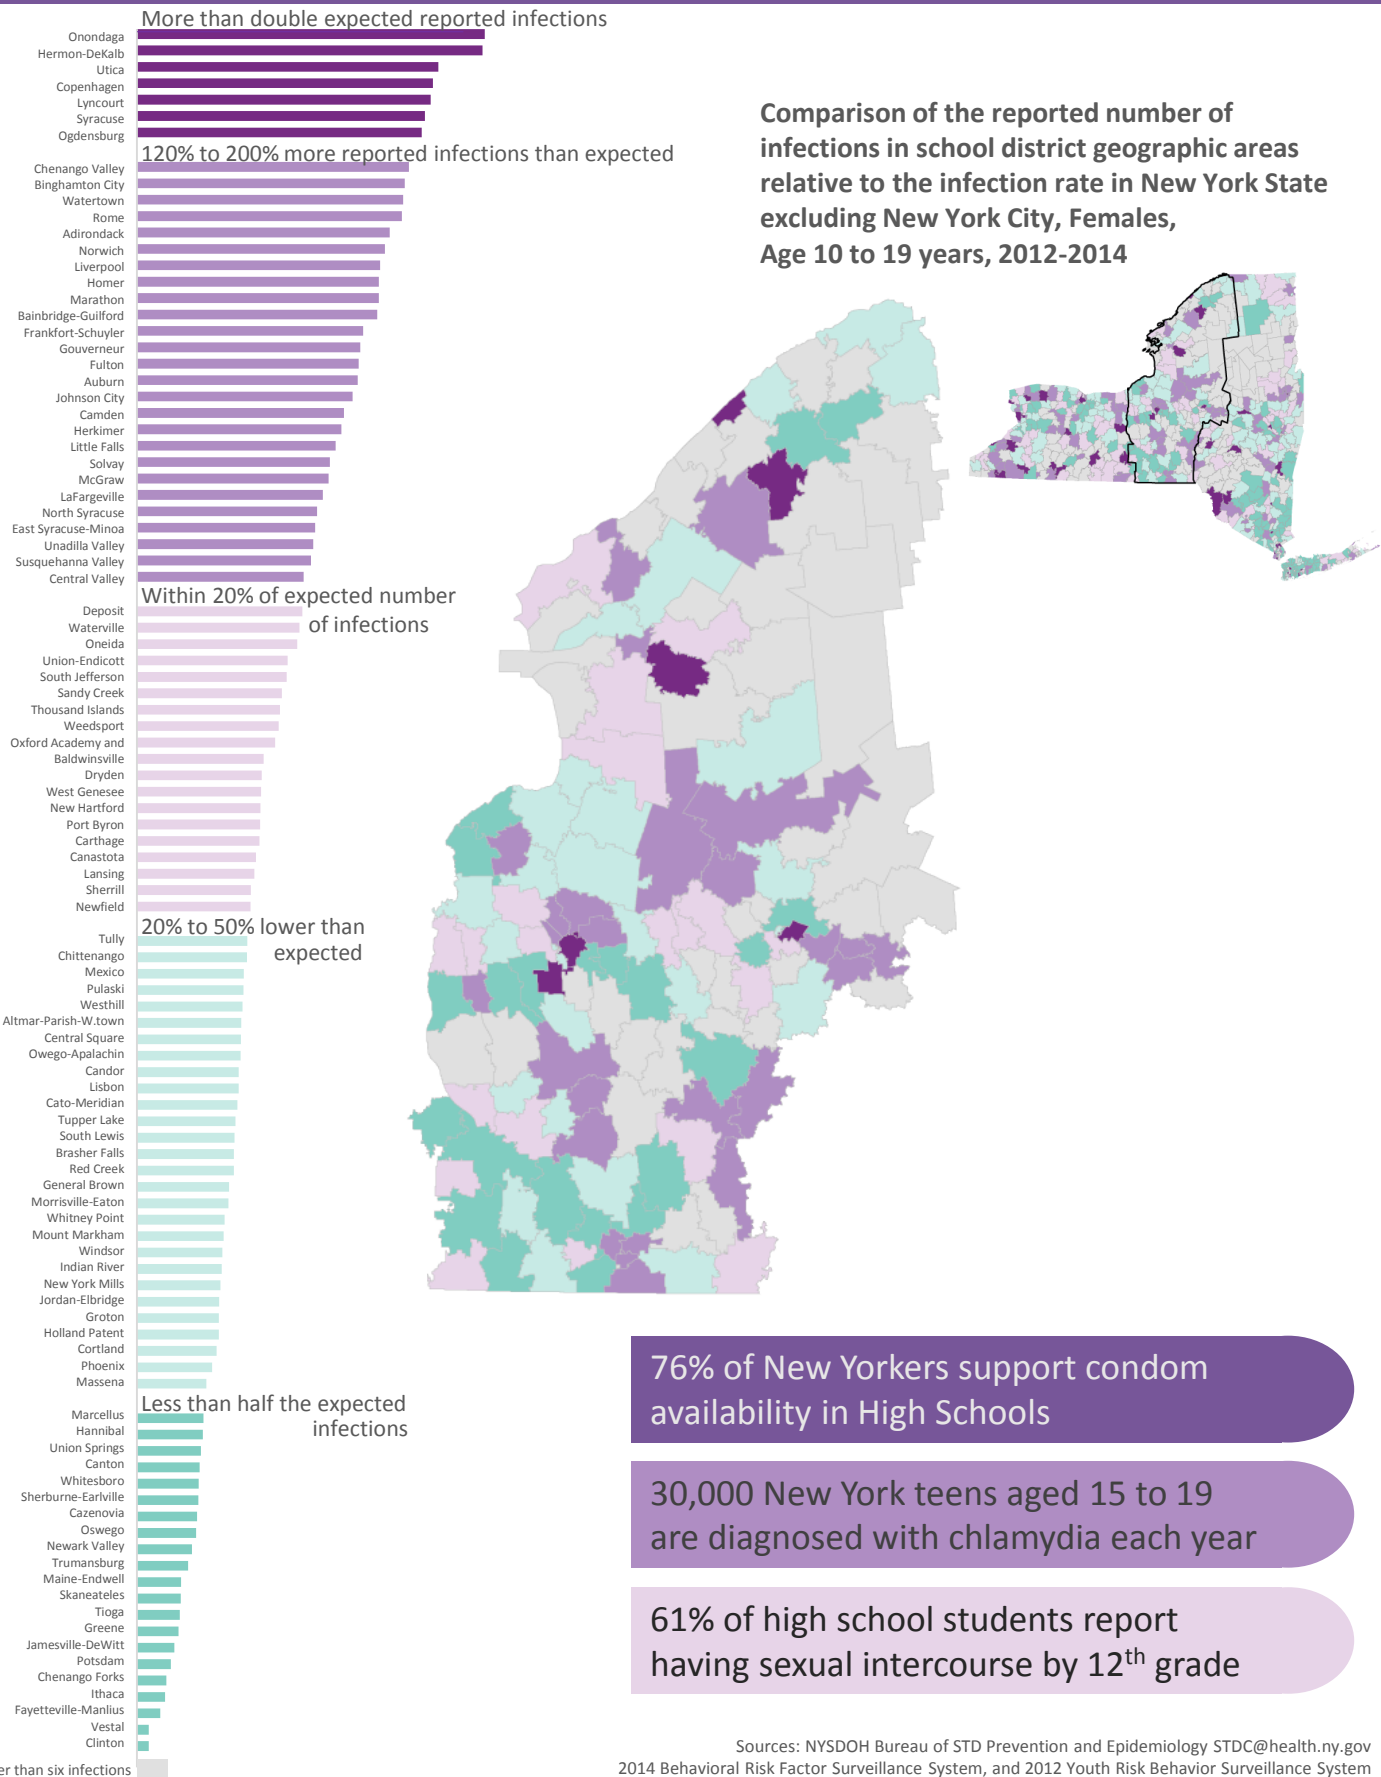 More than double expected reported infections
Onondaga
Hermon-DeKalb
Utica
Copenhagen
Lyncourt
Syracuse
Ogdensburg
120% to 200% more reported infections than expected
Chenango Valley
Binghamton City
Watertown
Rome
Adirondack
Norwich
Liverpool
Homer
Marathon
Bainbridge-Guilford
Frankfort-Schuyler
Gouverneur
Fulton
Auburn
Johnson City
Camden
Herkimer
Little Falls
Solvay
McGraw
LaFargeville
North Syracuse
East Syracuse-Minoa
Unadilla Valley
Susquehanna Valley
Central Valley
Within 20% of expected number
of infections
Deposit
Waterville
Oneida
Union-Endicott
South Jefferson
Sandy Creek
Thousand Islands
Weedsport
Oxford Academy and
Baldwinsville
Dryden
West Genesee
New Hartford
Port Byron
Carthage
Canastota
Lansing
Sherrill
Newfield
20% to 50% lower than
expected
Tully
Chittenango
Mexico
Pulaski
Westhill
Altmar-Parish-W.town
Central Square
Owego-Apalachin
Candor
Lisbon
Cato-Meridian
Tupper Lake
South Lewis
Brasher Falls
Red Creek
General Brown
Morrisville-Eaton
Whitney Point
Mount Markham
Windsor
Indian River
New York Mills
Jordan-Elbridge
Groton
Holland Patent
Cortland
Phoenix
Massena
Less than half the expected
infections
Marcellus
Hannibal
Union Springs
Canton
Whitesboro
Sherburne-Earlville
Cazenovia
Oswego
Newark Valley
Trumansburg
Maine-Endwell
Skaneateles
Tioga
Greene
Jamesville-DeWitt
Potsdam
Chenango Forks
Ithaca
Fayetteville-Manlius
Vestal
Clinton
er than six infections
Comparison of the reported number of
infections in school district geographic areas
relative to the infection rate in New York State
excluding New York City, Females,
Age 10 to 19 years, 2012-2014
76% of New Yorkers support condom
availability in High Schools
30,000 New York teens aged 15 to 19
are diagnosed with chlamydia each year
61% of high school students report
having sexual intercourse by 12th grade
Sources: NYSDOH Bureau of STD Prevention and Epidemiology STDC@health.ny.gov
2014 Behavioral Risk Factor Surveillance System, and 2012 Youth Risk Behavior Surveillance System